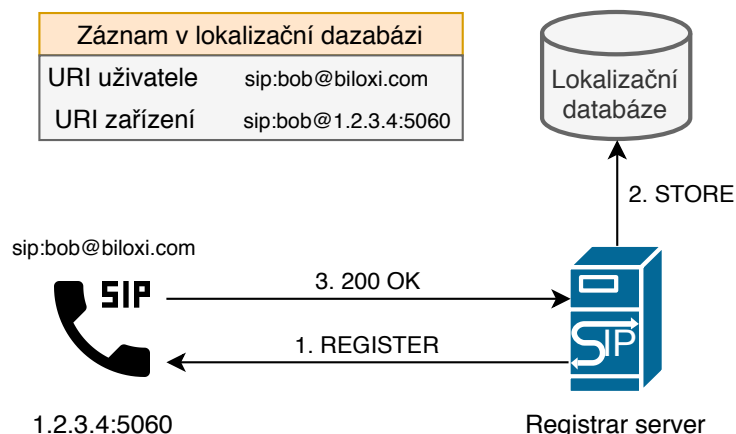 Záznam v lokalizační dazabázi
URI uživatele sip:bob@biloxi.com
URI zařízení sip:bob@1.2.3.4:5060
Lokalizační
databáze
2. STORE
sip:bob@biloxi.com
SIP
3. 200 OK
1. REGISTER
SIP
1.2.3.4:5060
Registrar server